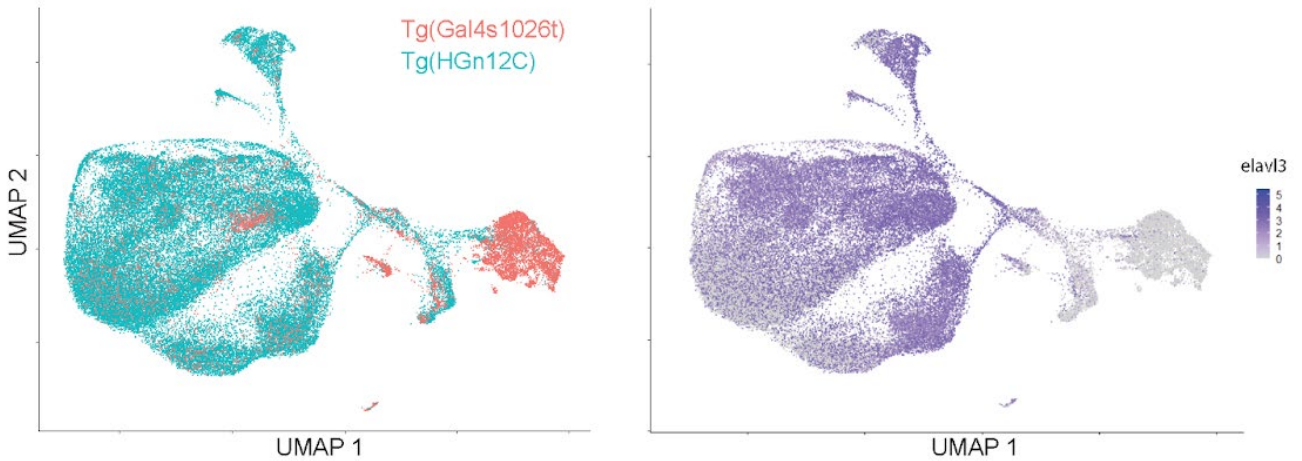 Tg(Gal4s1026t)
Tg(HGn12C)
UMAP 2
UMAP 1
elavl3
5
4
3
2
1
0
UMAP 1